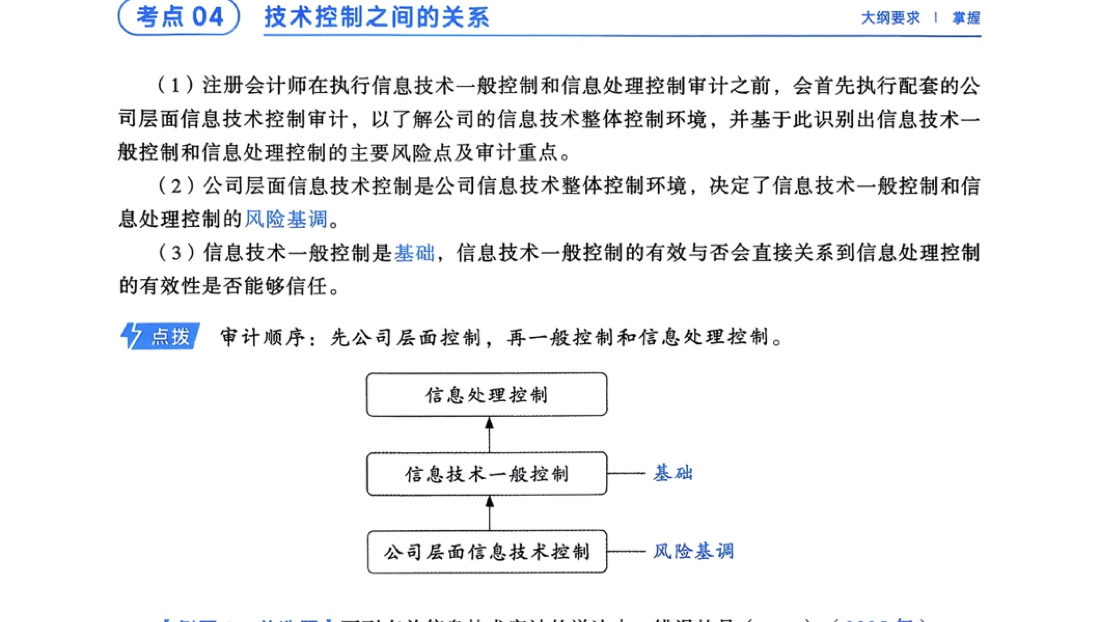 考点 04 技术控制之间的关系 大纲要求 | 掌握
(1)注册会计师在执行信息技术一般控制和信息处理控制审计之前，会首先执行配套的公
司层面信息技术控制审计，以了解公司的信息技术整体控制环境，并基于此识别出信息技术一
般控制和信息处理控制的主要风险点及审计重点。
(2)公司层面信息技术控制是公司信息技术整体控制环境，决定了信息技术一般控制和信
息处理控制的风险基调。
(3)信息技术一般控制是基础，信息技术一般控制的有效与否会直接关系到信息处理控制
的有效性是否能够信任。
点拨 审计顺序：先公司层面控制，再一般控制和信息处理控制。
信息处理控制
信息技术一般控制 基础
公司层面信息技术控制 风险基调